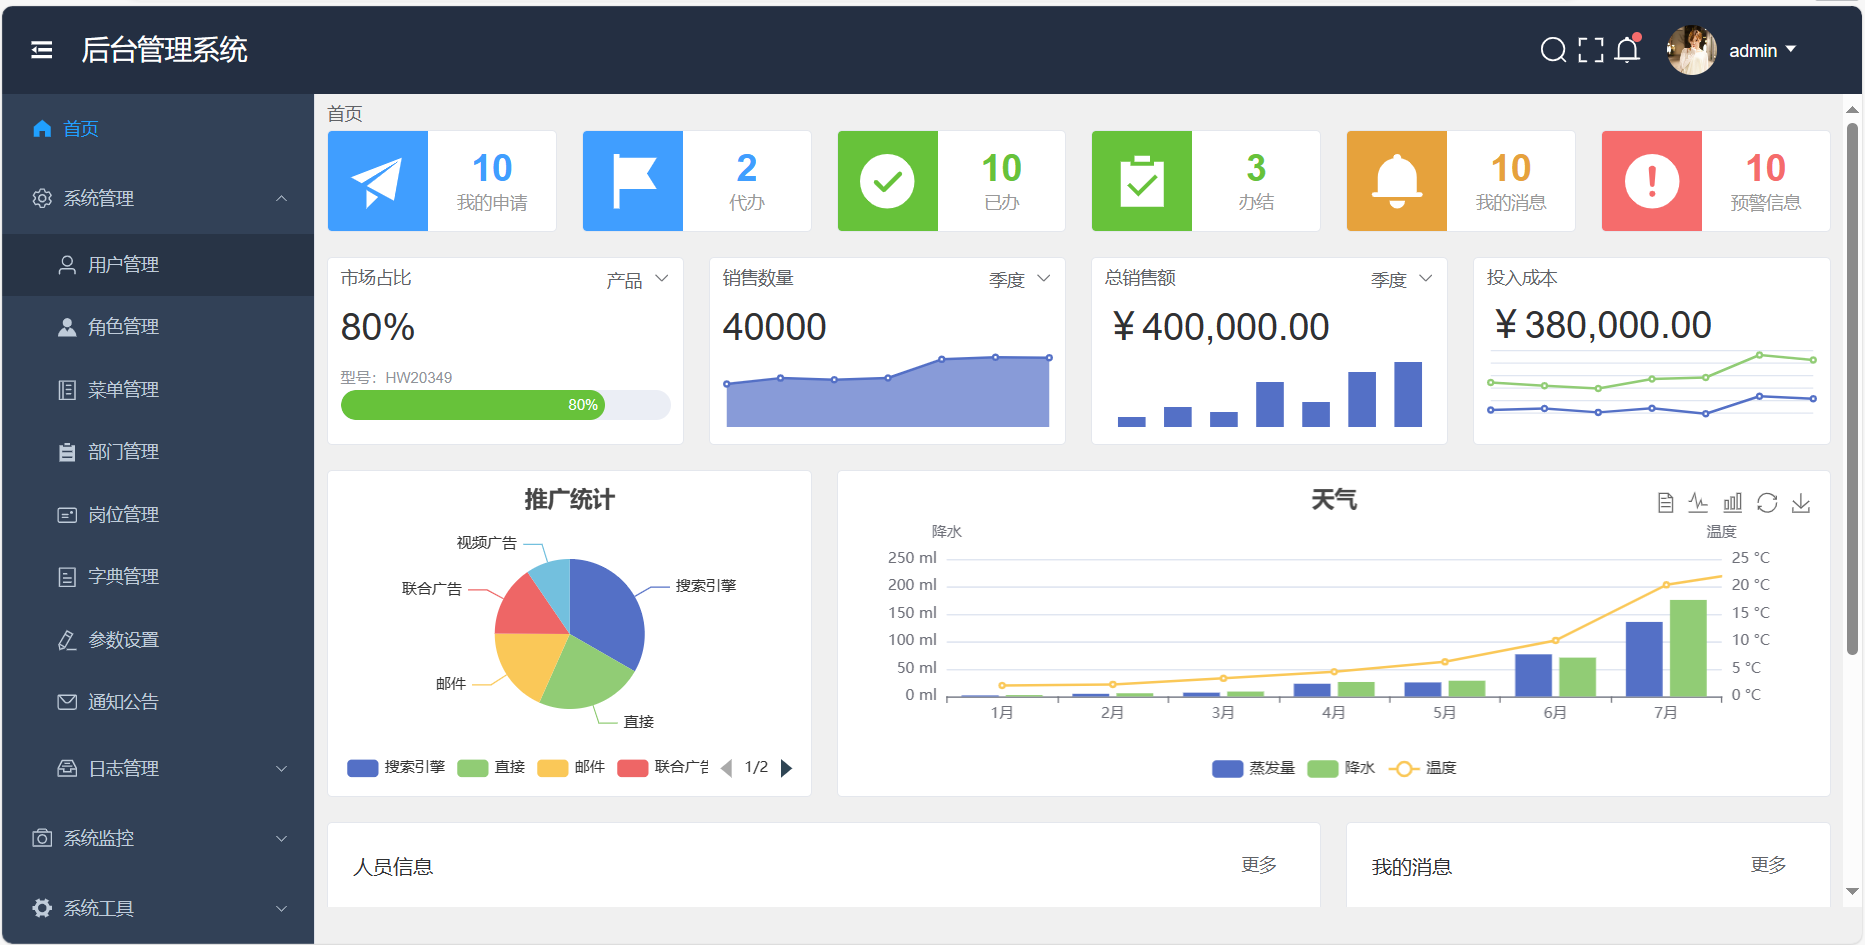 后台管理系统
admin
首页
系统管理
用户管理
角色管理
菜单管理
部门管理
岗位管理
字典管理
参数设置
通知公告
日志管理
系统监控
系统工具
首页
10
我的申请
2
代办
10
已办
3
办结
10
我的消息
10
预警信息
市场占比
产品
80%
型号：HW20349
80%
销售数量
季度
40000
总销售额
季度
￥400,000.00
投入成本
￥380,000.00
推广统计
视频广告
联合广告
搜索引擎
邮件
直接
搜索引擎 直接 邮件 联合广告 1/2
天气
降水 温度
250 ml 25 °C
200 ml 20 °C
150 ml 15 °C
100 ml 10 °C
50 ml 5 °C
0 ml 0 °C
1月 2月 3月 4月 5月 6月 7月
蒸发量 降水 温度
人员信息 更多
我的消息 更多